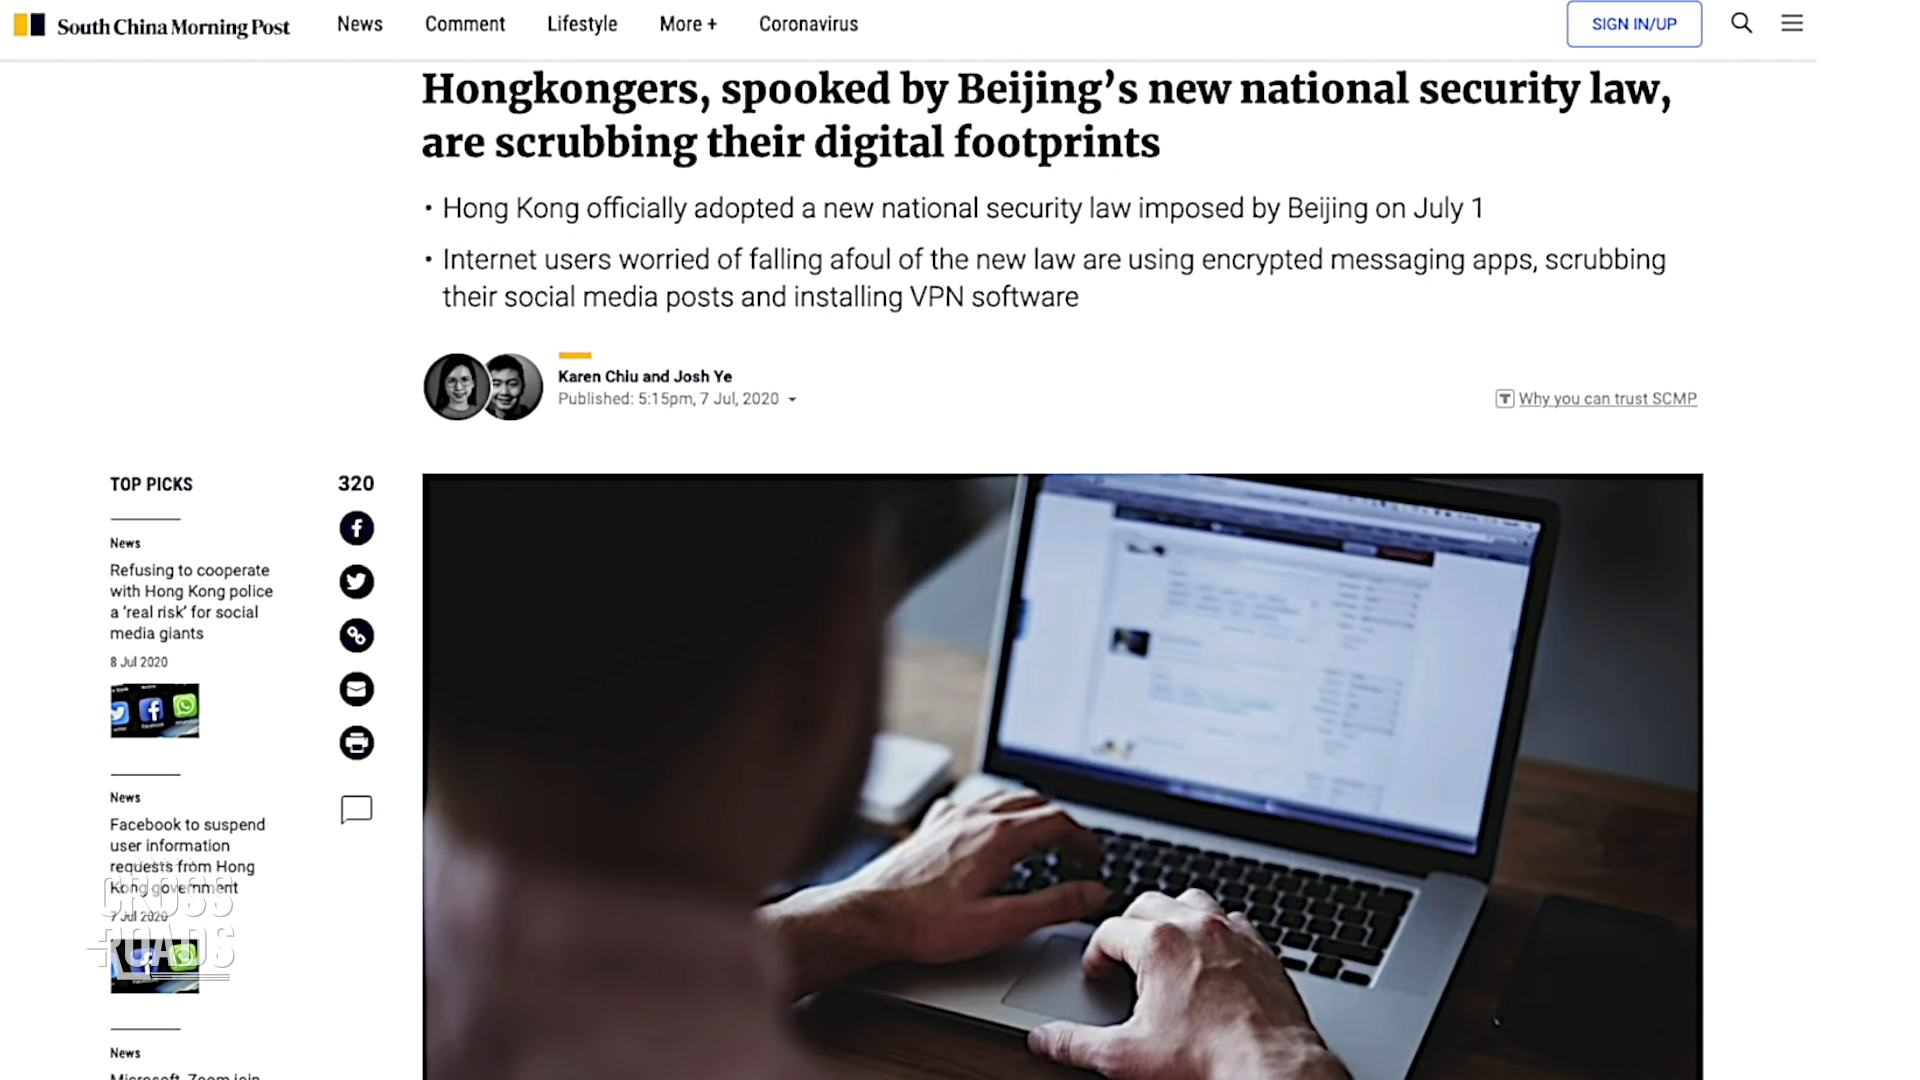 South China Morning Post
News
Comment
Lifestyle
More +
Coronavirus
SIGN IN/UP
Hongkongers, spooked by Beijing’s new national security law,
are scrubbing their digital footprints
• Hong Kong officially adopted a new national security law imposed by Beijing on July 1
• Internet users worried of falling afoul of the new law are using encrypted messaging apps, scrubbing
their social media posts and installing VPN software
Karen Chiu and Josh Ye
Published: 5:15pm, 7 Jul, 2020
Why you can trust SCMP
TOP PICKS
320
News
Refusing to cooperate
with Hong Kong police
a ‘real risk’ for social
media giants
8 Jul 2020
News
Facebook to suspend
user information
requests from Hong
Kong government
7 Jul 2020
CROSS
ROADS
News
Microsoft, Zoom join